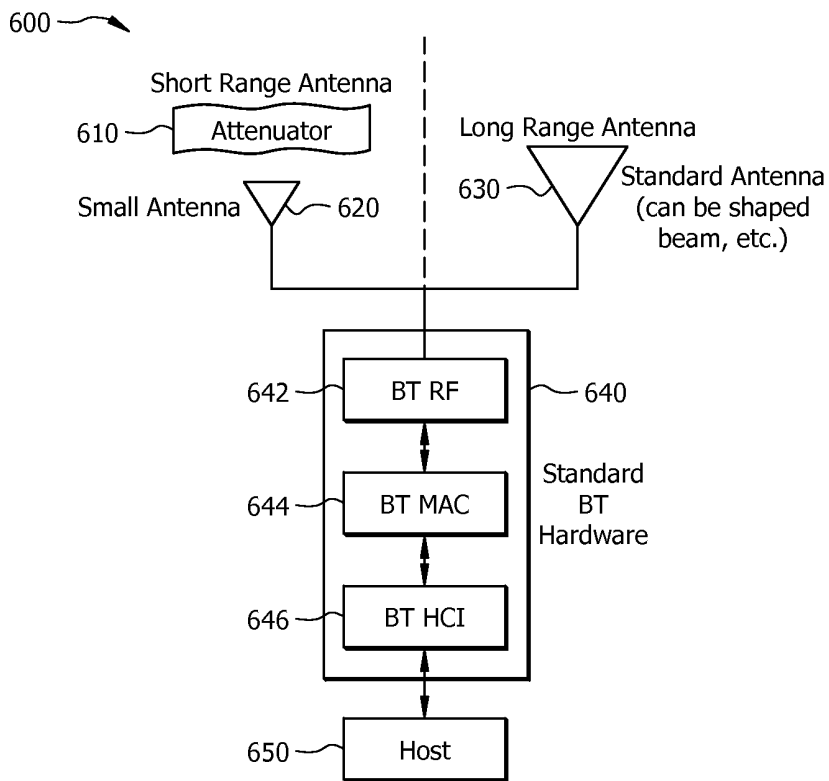 600
Short Range Antenna
610
Attenuator
Long Range Antenna
Small Antenna
620
630
Standard Antenna
(can be shaped
beam, etc.)
642
BT RF
640
644
BT MAC
Standard
BT
Hardware
646
BT HCI
650
Host